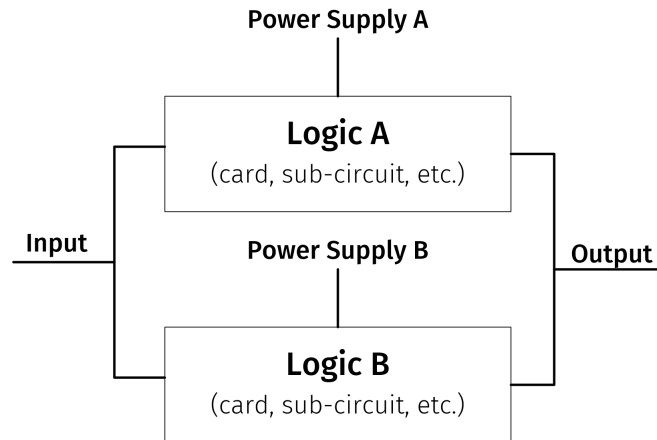 Power Supply A
Logic A
(card, sub-circuit, etc.)
Input
Power Supply B
Output
Logic B
(card, sub-circuit, etc.)